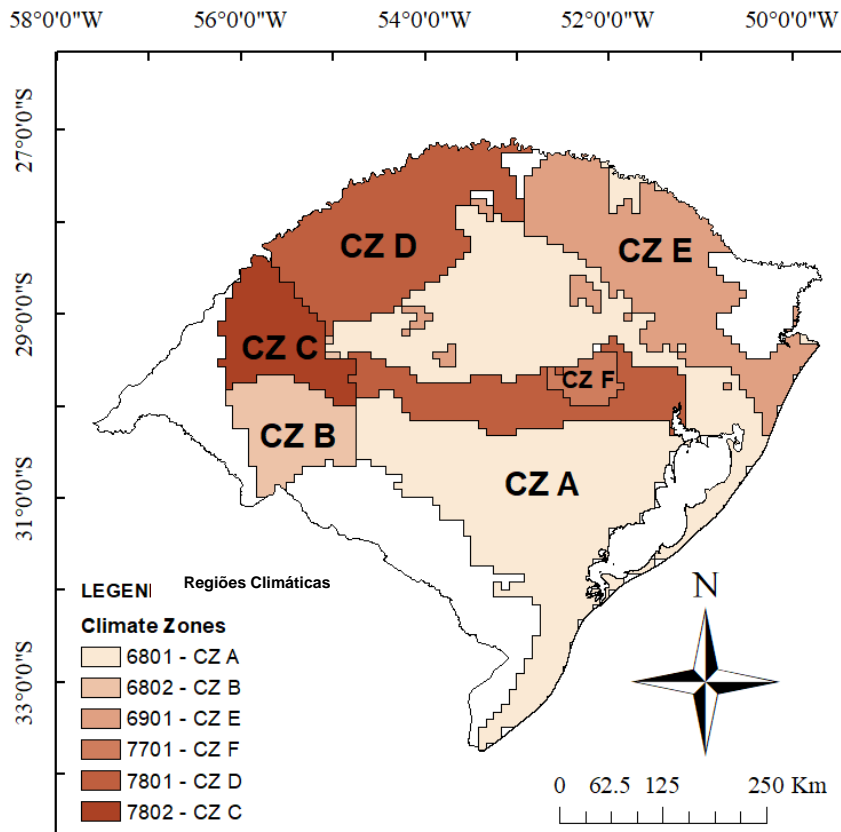 58°0'0"W 56°0'0"W 54°0'0"W 52°0'0"W 50°0'0"W
27°0'0"S
29°0'0"S
31°0'0"S
33°0'0"S
CZ D
CZ E
CZ C
CZ F
CZ B
CZ A
LEGEN Regiões Climáticas
Climate Zones
6801 - CZ A
6802 - CZ B
6901 - CZ E
7701 - CZ F
7801 - CZ D
7802 - CZ C
N
0 62.5 125 250 Km